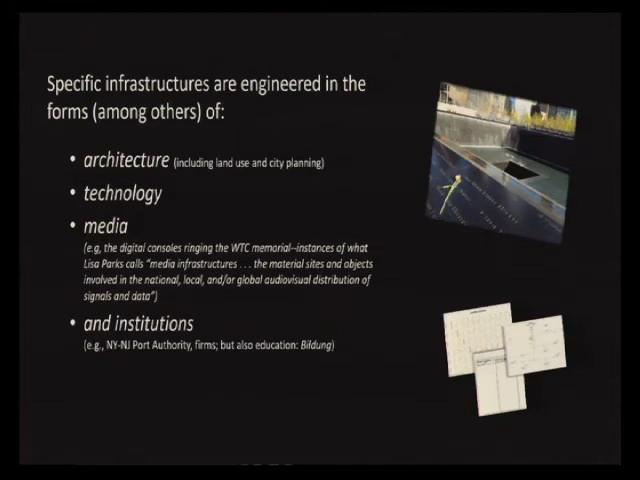 Specific infrastructures are engineered in the
forms (among others) of:
• architecture (including land use and city planning)
• technology
• media
(e.g, the digital consoles ringing the WTC memorial--instances of what
Lisa Parks calls “media infrastructures . . . the material sites and objects
involved in the national, local, and/or global audiovisual distribution of
signals and data”)
• and institutions
(e.g., NY-NJ Port Authority, firms; but also education: Bildung)